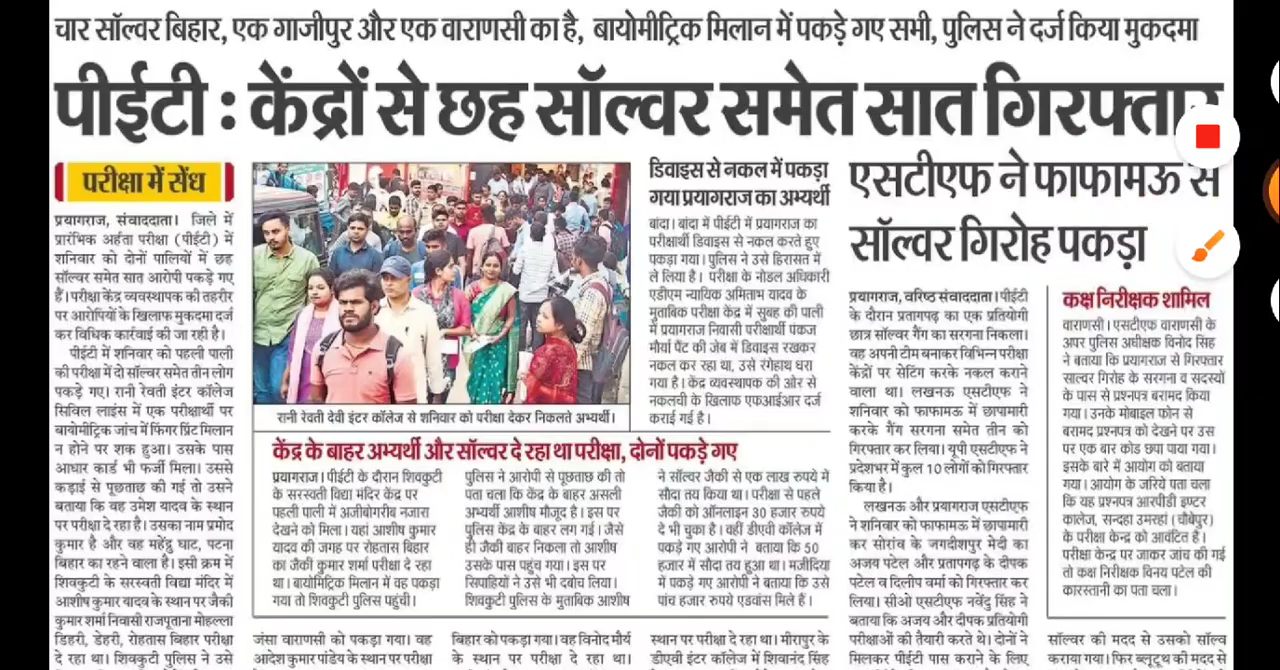 चार सॉल्वर बिहार, एक गाजीपुर और एक वाराणसी का है, बायोमीट्रिक मिलान में पकड़े गए सभी, पुलिस ने दर्ज किया मुकदमा
पीईटी : केंद्रों से छह सॉल्वर समेत सात गिरफ्तार
परीक्षा में सेंध
प्रयागराज, संवाददाता। जिले में
प्रारंभिक अर्हता परीक्षा (पीईटी) में
शनिवार को दोनों पालियों में छह
सॉल्वर समेत सात आरोपी पकड़े गए
हैं। परीक्षा केंद्र व्यवस्थापक की तहरीर
पर आरोपियों के खिलाफ मुकदमा दर्ज
कर विधिक कार्रवाई की जा रही है।
पीईटी में शनिवार को पहली पाली
की परीक्षा में दो सॉल्वर समेत तीन लोग
पकड़े गए। रानी रेवती इंटर कॉलेज
सिविल लाइंस में एक परीक्षार्थी पर
बायोमीट्रिक जांच में फिंगर प्रिंट मिलान
न होने पर शक हुआ। उसके पास
आधार कार्ड भी फर्जी मिला। उससे
कड़ाई से पूछताछ की गई तो उसने
बताया कि वह उमेश यादव के स्थान
पर परीक्षा दे रहा है। उसका नाम प्रमोद
कुमार है और वह महेंद्रू घाट, पटना
बिहार का रहने वाला है। इसी क्रम में
शिवकुटी के सरस्वती विद्या मंदिर में
आशीष कुमार यादव के स्थान पर जैकी
कुमार शर्मा निवासी राजपूताना मोहल्ला
डिहरी, डेहरी, रोहतास बिहार परीक्षा
दे रहा था। शिवकुटी पुलिस ने उसे
रानी रेवती देवी इंटर कॉलेज से शनिवार को परीक्षा देकर निकलते अभ्यर्थी।
डिवाइस से नकल में पकड़ा
गया प्रयागराज का अभ्यर्थी
बांदा। बांदा में पीईटी में प्रयागराज का
परीक्षार्थी डिवाइस से नकल करते हुए
पकड़ा गया। पुलिस ने उसे हिरासत में
ले लिया है। परीक्षा के नोडल अधिकारी
एडीएम न्यायिक अमिताभ यादव के
मुताबिक परीक्षा केंद्र में सुबह की पाली
में प्रयागराज निवासी परीक्षार्थी पंकज
मौर्या पैंट की जेब में डिवाइस रखकर
नकल कर रहा था, उसे रंगेहाथ धरा
गया है। केंद्र व्यवस्थापक की ओर से
नकलची के खिलाफ एफआईआर दर्ज
कराई गई है।
केंद्र के बाहर अभ्यर्थी और सॉल्वर दे रहा था परीक्षा, दोनों पकड़े गए
प्रयागराज। पीईटी के दौरान शिवकुटी
के सरस्वती विद्या मंदिर केंद्र पर
पहली पाली में अजीबोगरीब नजारा
देखने को मिला। यहां आशीष कुमार
यादव की जगह पर रोहतास बिहार
का जैकी कुमार शर्मा परीक्षा दे रहा
था। बायोमिट्रिक मिलान में वह पकड़ा
गया तो शिवकुटी पुलिस पहुंची।
पुलिस ने आरोपी से पूछताछ की तो
पता चला कि केंद्र के बाहर असली
अभ्यर्थी आशीष मौजूद है। इस पर
पुलिस केंद्र के बाहर लग गई। जैसे
ही जैकी बाहर निकला तो आशीष
उसके पास पहुंच गया। इस पर
सिपाहियों ने उसे भी दबोच लिया।
शिवकुटी पुलिस के मुताबिक आशीष
ने सॉल्वर जैकी से एक लाख रुपये में
सौदा तय किया था। परीक्षा से पहले
जैकी को ऑनलाइन 30 हजार रुपये
दे भी चुका है। वहीं डीएवी कॉलेज में
पकड़े गए आरोपी ने बताया कि 50
हजार में सौदा तय हुआ था। मजीदिया
में पकड़े गए आरोपी ने बताया कि उसे
पांच हजार रुपये एडवांस मिले हैं।
जंसा वाराणसी को पकड़ा गया। वह
आदेश कुमार पांडेय के स्थान पर परीक्षा
बिहार को पकड़ा गया। वह विनोद मौर्य
के स्थान पर परीक्षा दे रहा था।
स्थान पर परीक्षा दे रहा था। मीरापुर के
डीएवी इंटर कॉलेज में शिवानंद सिंह
एसटीएफ ने फाफामऊ से
सॉल्वर गिरोह पकड़ा
प्रयागराज, वरिष्ठ संवाददाता। पीईटी
के दौरान प्रतापगढ़ का एक प्रतियोगी
छात्र सॉल्वर गैंग का सरगना निकला।
वह अपनी टीम बनाकर विभिन्न परीक्षा
केंद्रों पर सेटिंग करके नकल कराने
वाला था। लखनऊ एसटीएफ ने
शनिवार को फाफामऊ में छापामारी
करके गैंग सरगना समेत तीन को
गिरफ्तार कर लिया। यूपी एसटीएफ ने
प्रदेशभर में कुल 10 लोगों को गिरफ्तार
किया है।
लखनऊ और प्रयागराज एसटीएफ
ने शनिवार को फाफामऊ में छापामारी
कर सोरांव के जगदीशपुर मेदी का
अजय पटेल और प्रतापगढ़ के दीपक
पटेल व दिलीप वर्मा को गिरफ्तार कर
लिया। सीओ एसटीएफ नवेंदु सिंह ने
बताया कि अजय और दीपक प्रतियोगी
परीक्षाओं की तैयारी करते थे। दोनों ने
मिलकर पीईटी पास कराने के लिए
कक्ष निरीक्षक शामिल
वाराणसी। एसटीएफ वाराणसी के
अपर पुलिस अधीक्षक विनोद सिंह
ने बताया कि प्रयागराज से गिरफ्तार
साल्वर गिरोह के सरगना व सदस्यों
के पास से प्रश्नपत्र बरामद किया
गया। उनके मोबाइल फोन से
बरामद प्रश्नपत्र को देखने पर उस
पर एक बार कोड छपा पाया गया।
इसके बारे में आयोग को बताया
गया। आयोग के जरिये पता चला
कि यह प्रश्नपत्र आरपीडी इण्टर
कालेज, सन्दहा उमरहां (चौबेपुर)
के परीक्षा केन्द्र को आवंटित है।
परीक्षा केन्द्र पर जाकर जांच की गई
तो कक्ष निरीक्षक विनय पटेल की
कारस्तानी का पता चला।
सॉल्वर की मदद से उसको सॉल्व
कराया गया। फिर ब्लूटूथ की मदद से